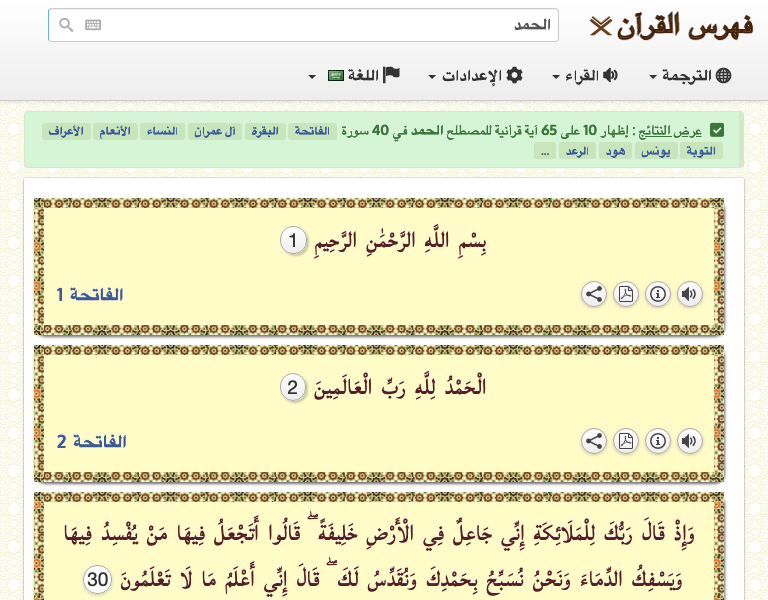 فهرس القرآن
الحمد
الترجمة القراء الإعدادات اللغة
عرض النتائج : إظهار 10 على 65 آية قرآنية للمصطلح الحمد في 40 سورة الفاتحة البقرة آل عمران النساء الأنعام الأعراف
التوبة يونس هود الرعد ...
بِسْمِ اللَّهِ الرَّحْمَٰنِ الرَّحِيمِ 1
الفاتحة 1
الْحَمْدُ لِلَّهِ رَبِّ الْعَالَمِينَ 2
الفاتحة 2
وَإِذْ قَالَ رَبُّكَ لِلْمَلَائِكَةِ إِنِّي جَاعِلٌ فِي الْأَرْضِ خَلِيفَةً ۖ قَالُوا أَتَجْعَلُ فِيهَا مَنْ يُفْسِدُ فِيهَا
وَيَسْفِكُ الدِّمَاءَ وَنَحْنُ نُسَبِّحُ بِحَمْدِكَ وَنُقَدِّسُ لَكَ ۖ قَالَ إِنِّي أَعْلَمُ مَا لَا تَعْلَمُونَ 30